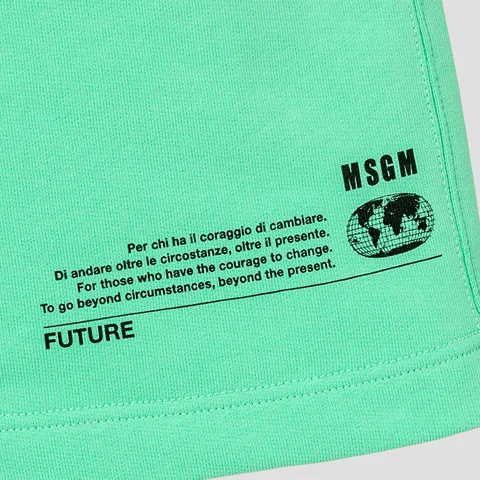 MSGM
Per chi ha il coraggio di cambiare.
Di andare oltre le circostanze, oltre il presente.
For those who have the courage to change.
To go beyond circumstances, beyond the present.
FUTURE